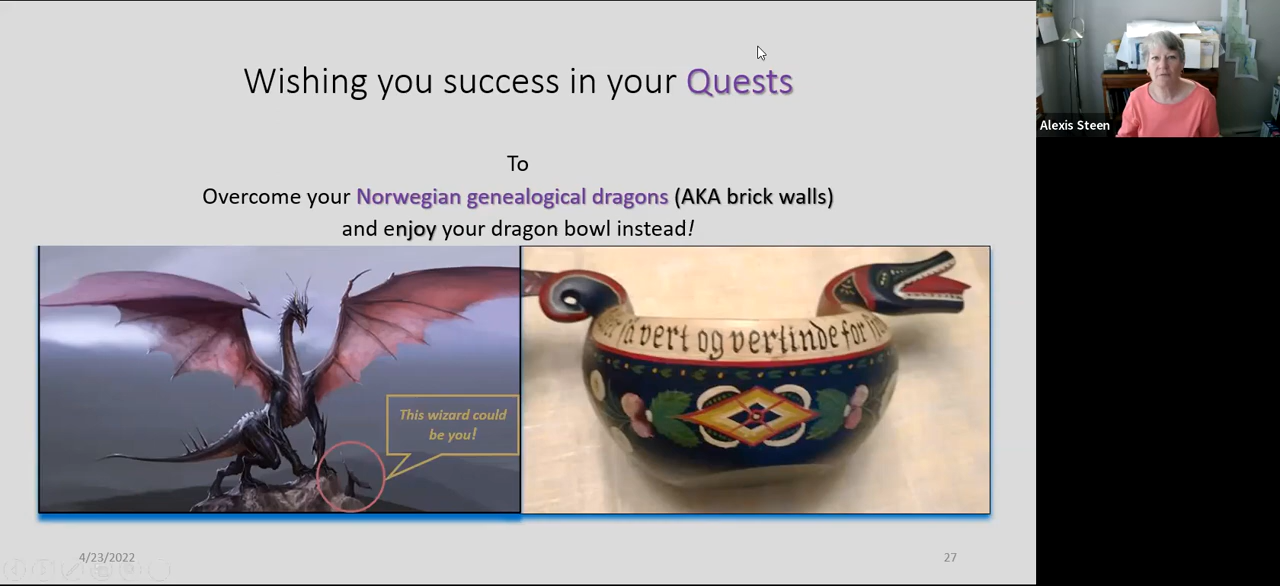 Wishing you success in your Quests
To
Overcome your Norwegian genealogical dragons (AKA brick walls)
and enjoy your dragon bowl instead!
This wizard could
be you!
få vert og vertinde for
4/23/2022
27
Alexis Steen